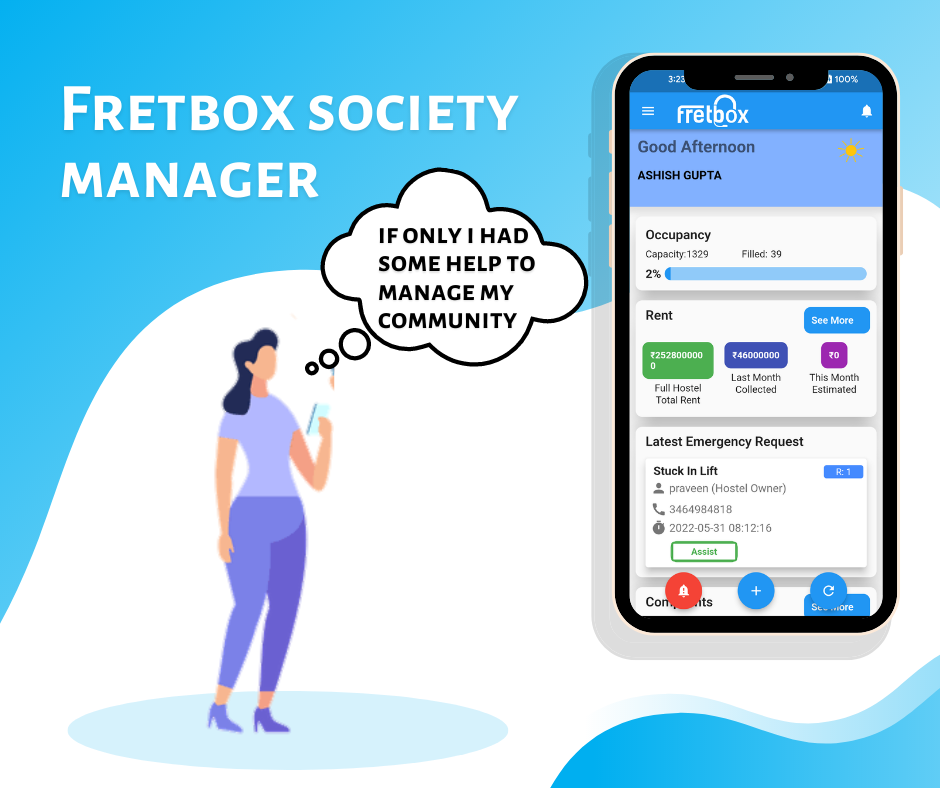 Fretbox society
manager
if only i had
some help to
manage my
community
3:23
100%
fretbox
Good Afternoon
ASHISH GUPTA
Occupancy
Capacity:1329 Filled: 39
2%
Rent
See More
₹252800000
0
₹46000000
₹0
Full Hostel
Total Rent
Last Month
Collected
This Month
Estimated
Latest Emergency Request
Stuck In Lift
R: 1
praveen (Hostel Owner)
3464984818
2022-05-31 08:12:16
Assist